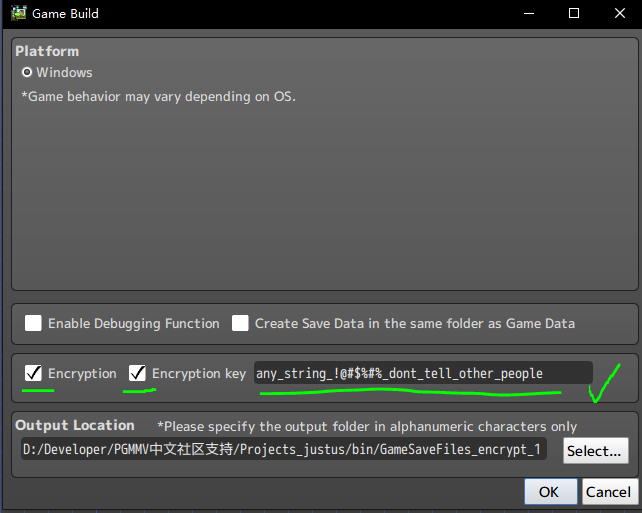 Game Build
Platform
Windows
*Game behavior may vary depending on OS.
Enable Debugging Function
Create Save Data in the same folder as Game Data
Encryption
Encryption key
any_string_!@#$%#%_dont_tell_other_people
Output Location
*Please specify the output folder in alphanumeric characters only
D:/Developer/PGMMV中文社区支持/Projects_justus/bin/GameSaveFiles_encrypt_1
Select...
OK
Cancel